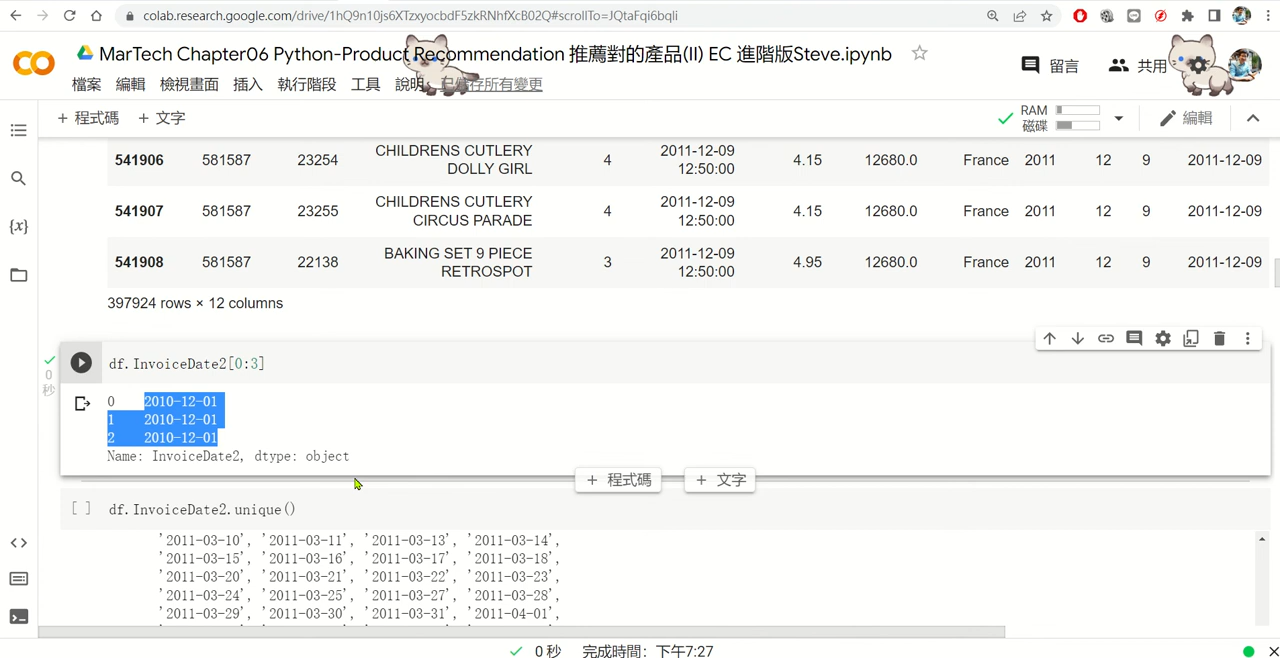 colab.research.google.com/drive/1hQ9n10js6XTzxyocbdF5zkRNhfXcB02Q#scrollTo=JQtaFqi6bqli
MarTech Chapter06 Python-Product Recommendation 推薦對的產品(II) EC 進階版Steve.ipynb
留言
共用
檔案 編輯 檢視畫面 插入 執行階段 工具 說明 已儲存所有變更
+ 程式碼 + 文字
RAM
磁碟
編輯
541906 581587 23254 CHILDRENS CUTLERY DOLLY GIRL 4 2011-12-09 12:50:00 4.15 12680.0 France 2011 12 9 2011-12-09
541907 581587 23255 CHILDRENS CUTLERY CIRCUS PARADE 4 2011-12-09 12:50:00 4.15 12680.0 France 2011 12 9 2011-12-09
541908 581587 22138 BAKING SET 9 PIECE RETROSPOT 3 2011-12-09 12:50:00 4.95 12680.0 France 2011 12 9 2011-12-09
397924 rows × 12 columns
0
秒
df.InvoiceDate2[0:3]
0 2010-12-01
1 2010-12-01
2 2010-12-01
Name: InvoiceDate2, dtype: object
+ 程式碼 + 文字
[ ] df.InvoiceDate2.unique()
'2011-03-10', '2011-03-11', '2011-03-13', '2011-03-14',
'2011-03-15', '2011-03-16', '2011-03-17', '2011-03-18',
'2011-03-20', '2011-03-21', '2011-03-22', '2011-03-23',
'2011-03-24', '2011-03-25', '2011-03-27', '2011-03-28',
'2011-03-29', '2011-03-30', '2011-03-31', '2011-04-01',
0 秒 完成時間: 下午7:27